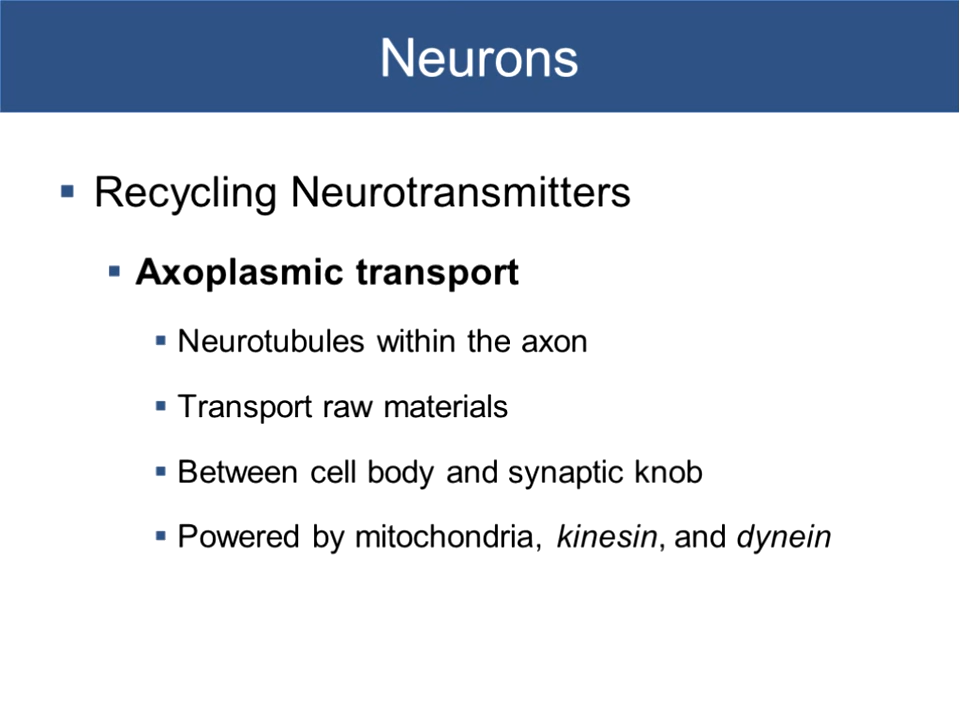 Neurons
Recycling Neurotransmitters
Axoplasmic transport
Neurotubules within the axon
Transport raw materials
Between cell body and synaptic knob
Powered by mitochondria, kinesin, and dynein